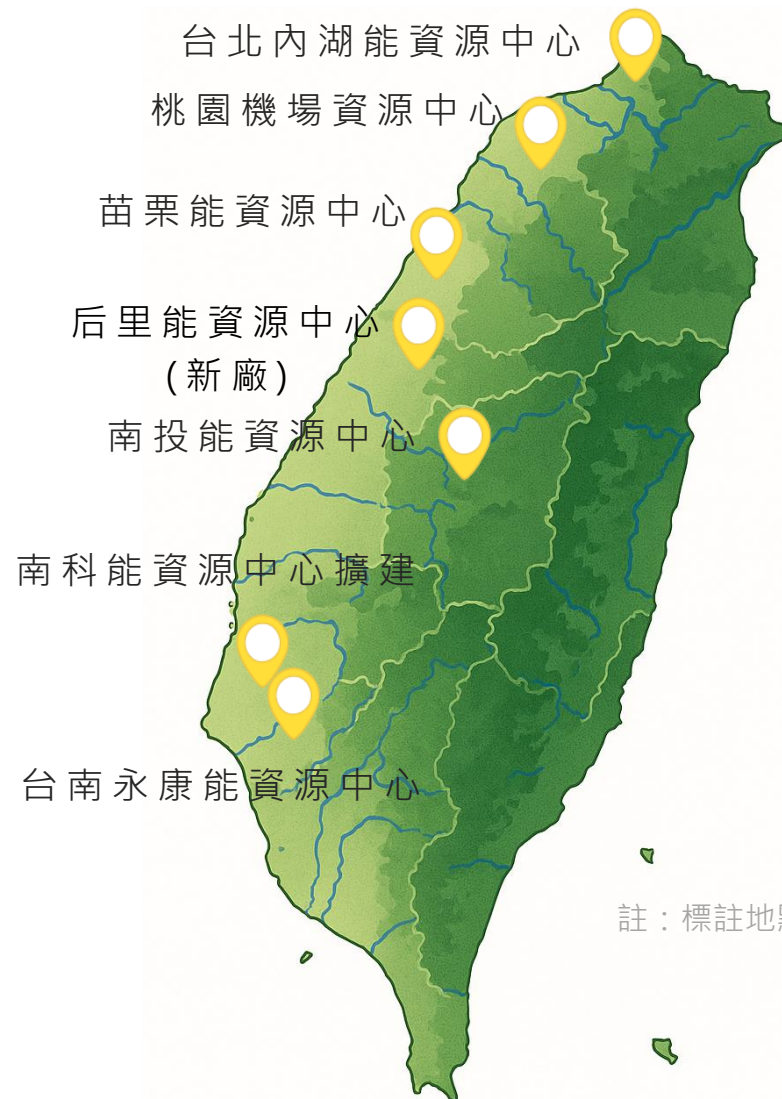 台北內湖能資源中心
桃園機場資源中心
苗栗能資源中心
后里能資源中心
(新廠)
南投能資源中心
南科能資源中心擴建
台南永康能資源中心
註：標註地